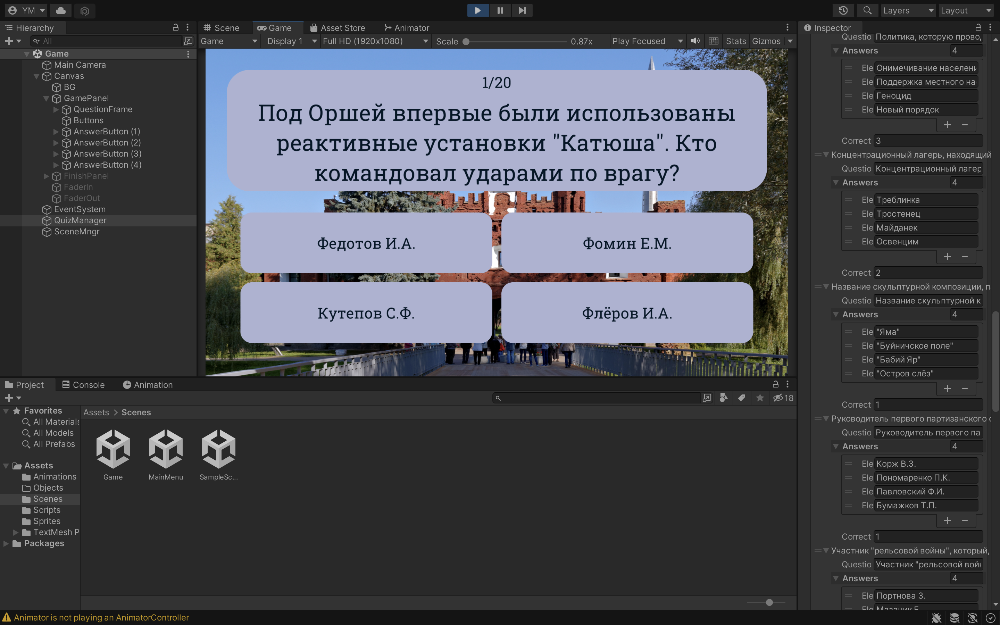 YM
Layers
Layout
Hierarchy
All
Game
Main Camera
Canvas
BG
GamePanel
QuestionFrame
Buttons
AnswerButton (1)
AnswerButton (2)
AnswerButton (3)
AnswerButton (4)
FinishPanel
FaderIn
FaderOut
EventSystem
QuizManager
SceneMngr
Scene
Game
Asset Store
Animator
Game
Display 1
Full HD (1920x1080)
Scale
0.87x
Play Focused
Stats
Gizmos
1/20
Под Оршей впервые были использованы
реактивные установки "Катюша". Кто
командовал ударами по врагу?
Федотов И.А.
Фомин Е.М.
Кутепов С.Ф.
Флёров И.А.
Inspector
Questio Политика, которую провод
Answers 4
Ele Онимечивание населени
Ele Поддержка местного на
Ele Геноцид
Ele Новый порядок
Correct 3
Концентрационный лагерь, находящий
Questio Концентрационный лагер
Answers 4
Ele Треблинка
Ele Тростенец
Ele Майданек
Ele Освенцим
Correct 2
Название скульптурной композиции, п
Questio Название скульптурной к
Answers 4
Ele "Яма"
Ele "Буйничское поле"
Ele "Бабий Яр"
Ele "Остров слёз"
Correct 1
Руководитель первого партизанского
Questio Руководитель первого па
Answers 4
Ele Корж В.З.
Ele Пономаренко П.К.
Ele Павловский Ф.И.
Ele Бумажков Т.П.
Correct 1
Участник "рельсовой войны", который,
Questio Участник "рельсовой вой
Answers 4
Ele Портнова З.
Project
Console
Animation
18
Favorites
All Materials
All Models
All Prefabs
Assets
Animations
Objects
Scenes
Scripts
Sprites
TextMesh P
Packages
Assets > Scenes
Game
MainMenu
SampleSc...
Animator is not playing an AnimatorController